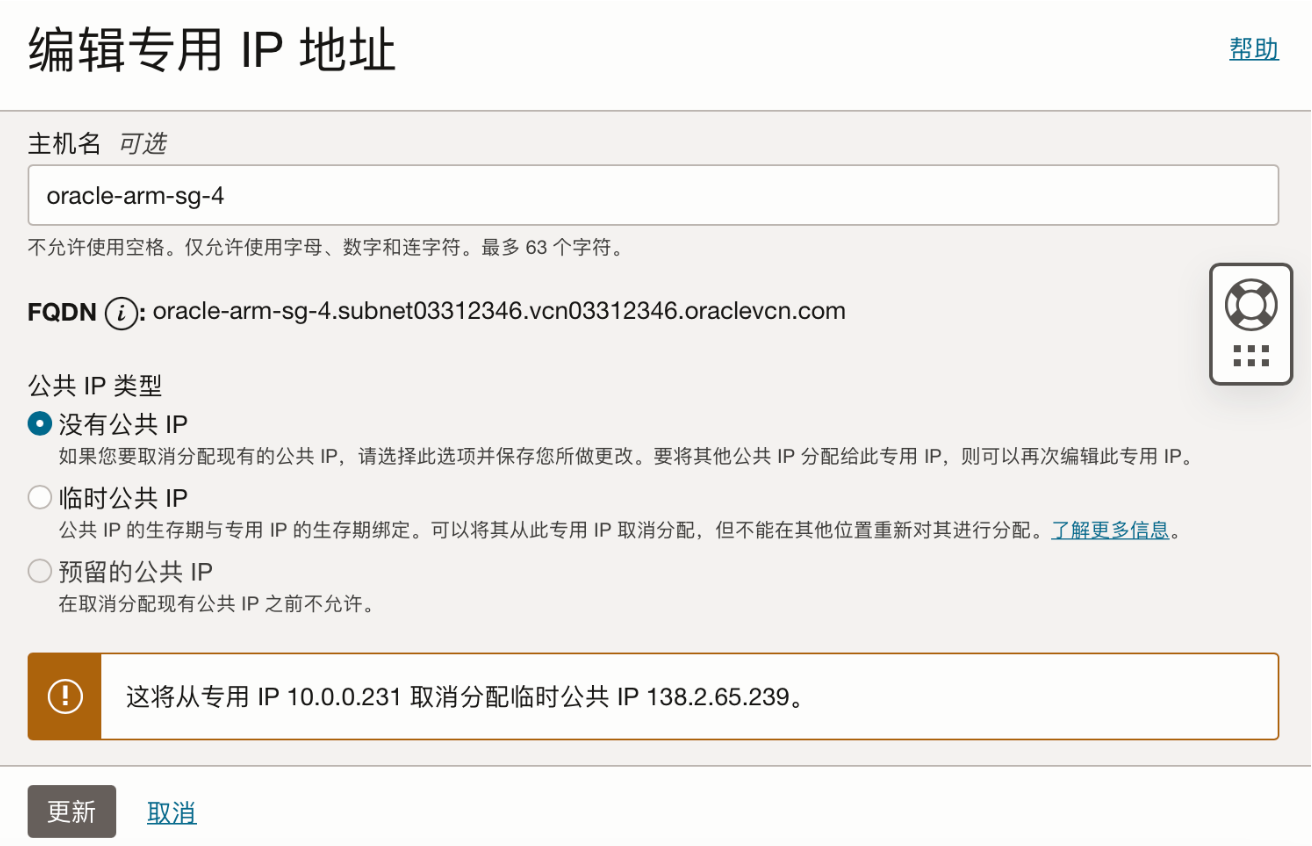 编辑专用 IP 地址
帮助
主机名 可选
oracle-arm-sg-4
不允许使用空格。仅允许使用字母、数字和连字符。最多 63 个字符。
FQDN i: oracle-arm-sg-4.subnet03312346.vcn03312346.oraclevcn.com
公共 IP 类型
没有公共 IP
如果您要取消分配现有的公共 IP，请选择此选项并保存您所做更改。要将其他公共 IP 分配给此专用 IP，则可以再次编辑此专用 IP。
临时公共 IP
公共 IP 的生存期与专用 IP 的生存期绑定。可以将其从此专用 IP 取消分配，但不能在其他位置重新对其进行分配。了解更多信息。
预留的公共 IP
在取消分配现有公共 IP 之前不允许。
这将从专用 IP 10.0.0.231 取消分配临时公共 IP 138.2.65.239。
更新 取消